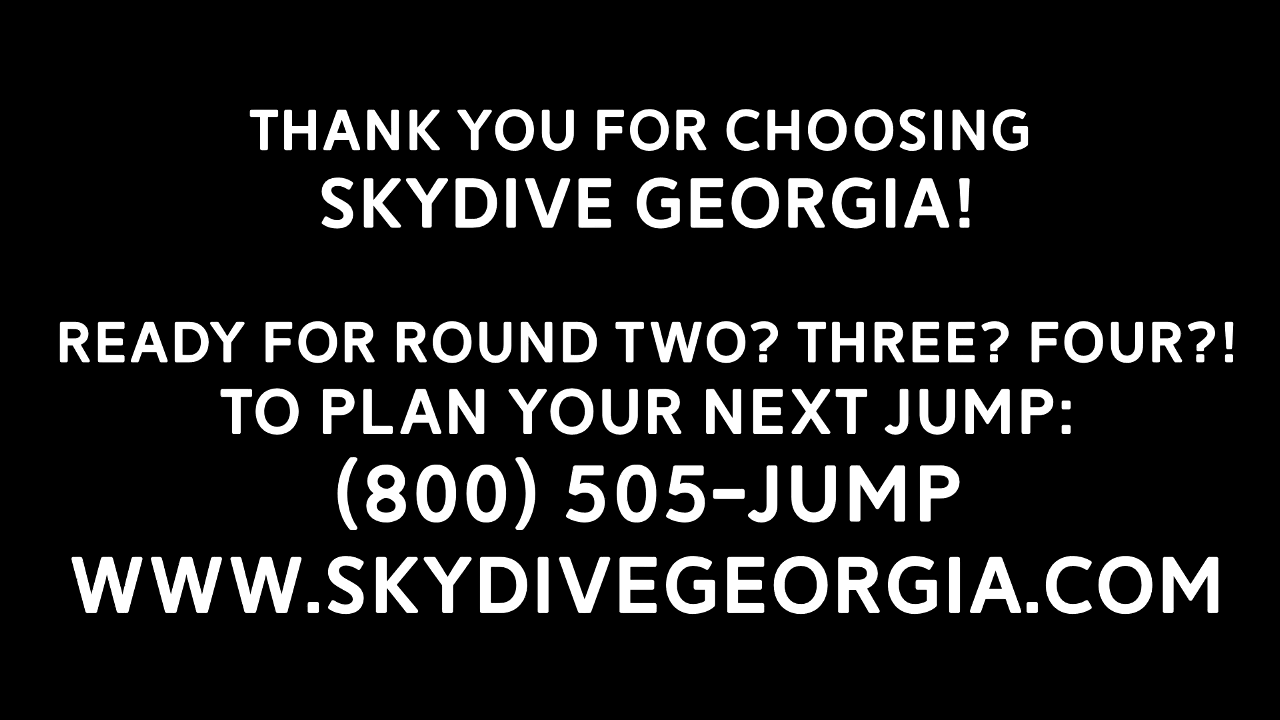 THANK YOU FOR CHOOSING
SKYDIVE GEORGIA!
READY FOR ROUND TWO? THREE? FOUR?!
TO PLAN YOUR NEXT JUMP:
(800) 505-JUMP
WWW.SKYDIVEGEORGIA.COM